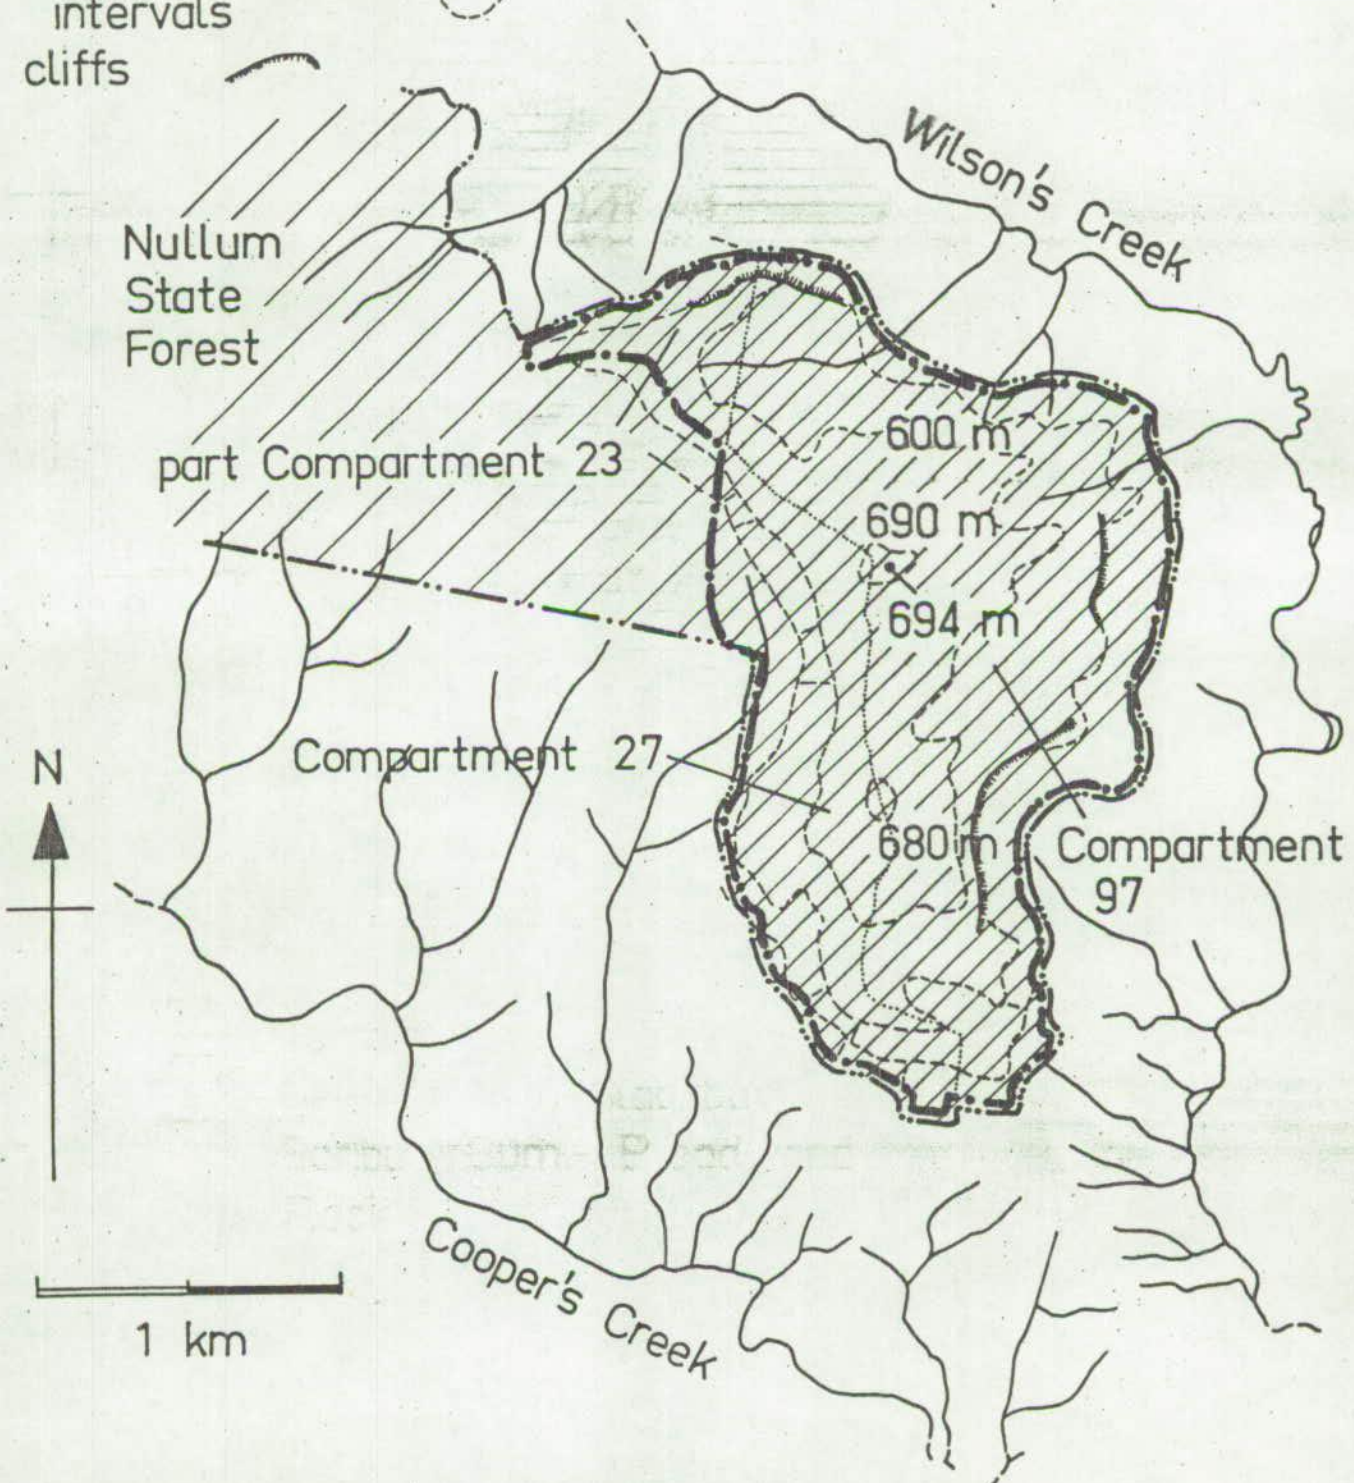 intervals
cliffs
Wilson's Creek
Nullum
State
Forest
600 m
part Compartment 23
690 m
694 m
Compartment 27
N
680 m
Compartment
97
Cooper's Creek
1 km